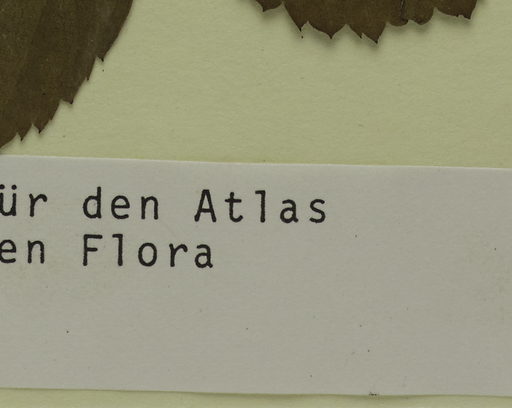 ür den Atlas
en Flora